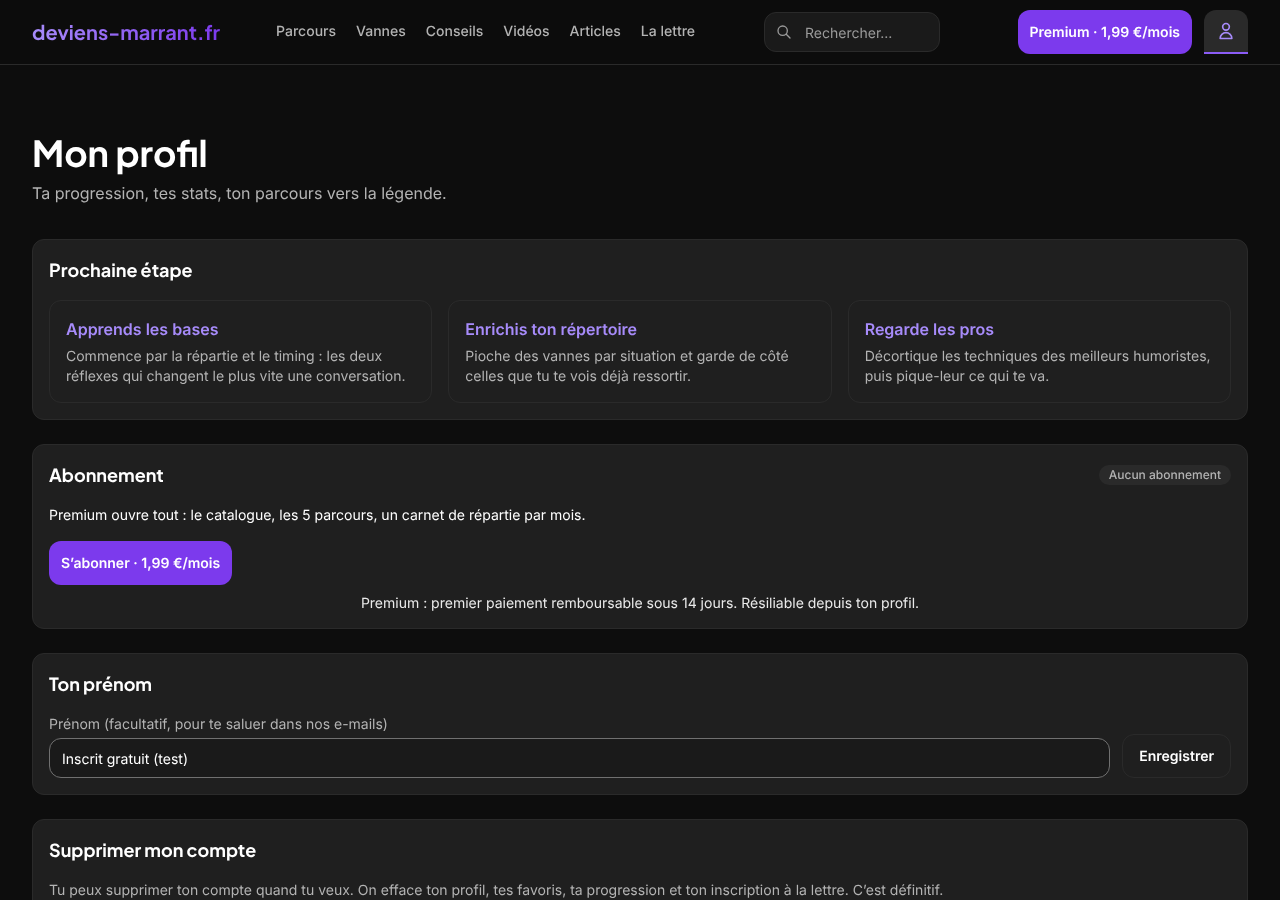 deviens-marrant.fr
Parcours
Vannes
Conseils
Vidéos
Articles
La lettre
Rechercher...
Premium · 1,99 €/mois
Mon profil
Ta progression, tes stats, ton parcours vers la légende.
Prochaine étape
Apprends les bases
Commence par la répartie et le timing : les deux
réflexes qui changent le plus vite une conversation.
Enrichis ton répertoire
Pioche des vannes par situation et garde de côté
celles que tu te vois déjà ressortir.
Regarde les pros
Décortique les techniques des meilleurs humoristes,
puis pique-leur ce qui te va.
Abonnement
Aucun abonnement
Premium ouvre tout : le catalogue, les 5 parcours, un carnet de répartie par mois.
S’abonner · 1,99 €/mois
Premium : premier paiement remboursable sous 14 jours. Résiliable depuis ton profil.
Ton prénom
Prénom (facultatif, pour te saluer dans nos e-mails)
Inscrit gratuit (test)
Enregistrer
Supprimer mon compte
Tu peux supprimer ton compte quand tu veux. On efface ton profil, tes favoris, ta progression et ton inscription à la lettre. C’est définitif.